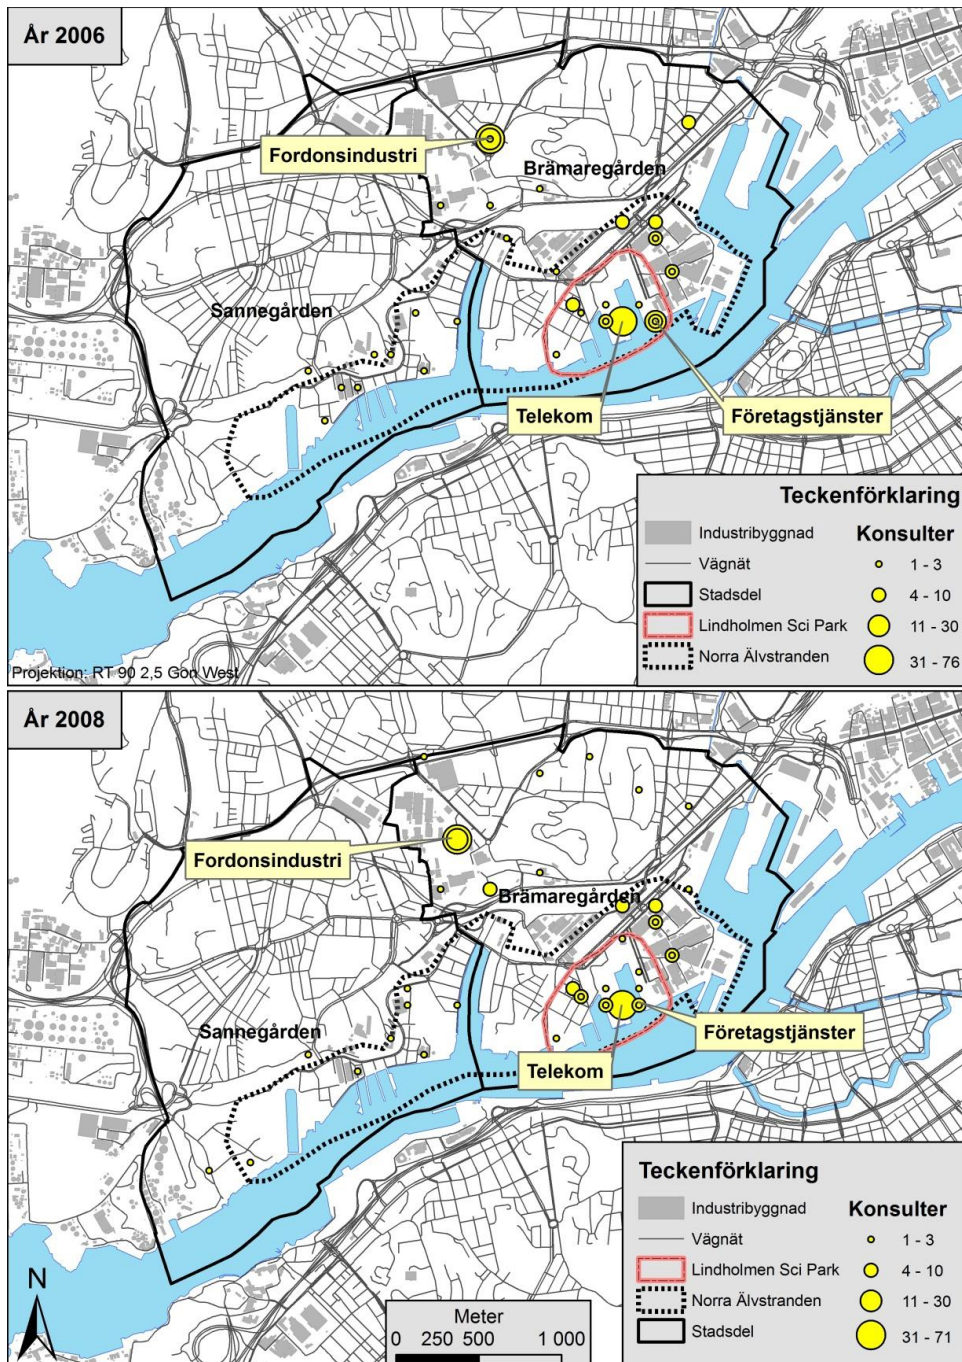 År 2006
Fordonsindustri
Brämaregården
Sannegården
Telekom
Företagstjänster
Teckenförklaring
Industribyggnad
Vägnät
Stadsdel
Lindholmen Sci Park
Norra Älvstranden
Konsulter
1 - 3
4 - 10
11 - 30
31 - 76
Projektion: RT 90 2,5 Gon West
År 2008
Fordonsindustri
Brämaregården
Sannegården
Företagstjänster
Telekom
Teckenförklaring
Industribyggnad
Vägnät
Lindholmen Sci Park
Norra Älvstranden
Stadsdel
Konsulter
1 - 3
4 - 10
11 - 30
31 - 71
N
Meter
0 250 500 1 000